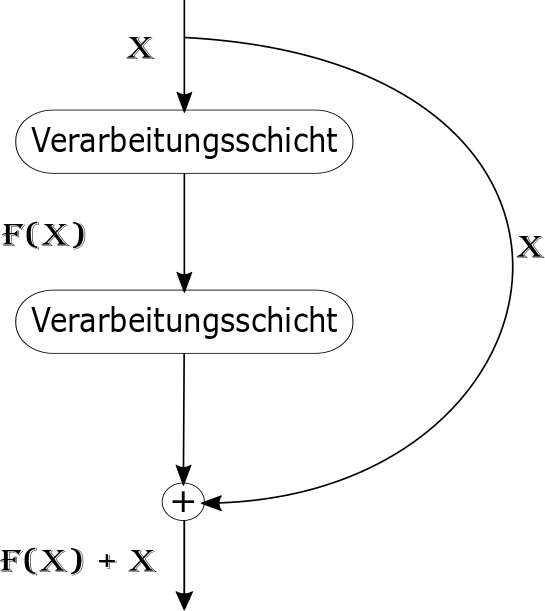 X
Verarbeitungsschicht
F(X)
X
Verarbeitungsschicht
+
F(X) + X